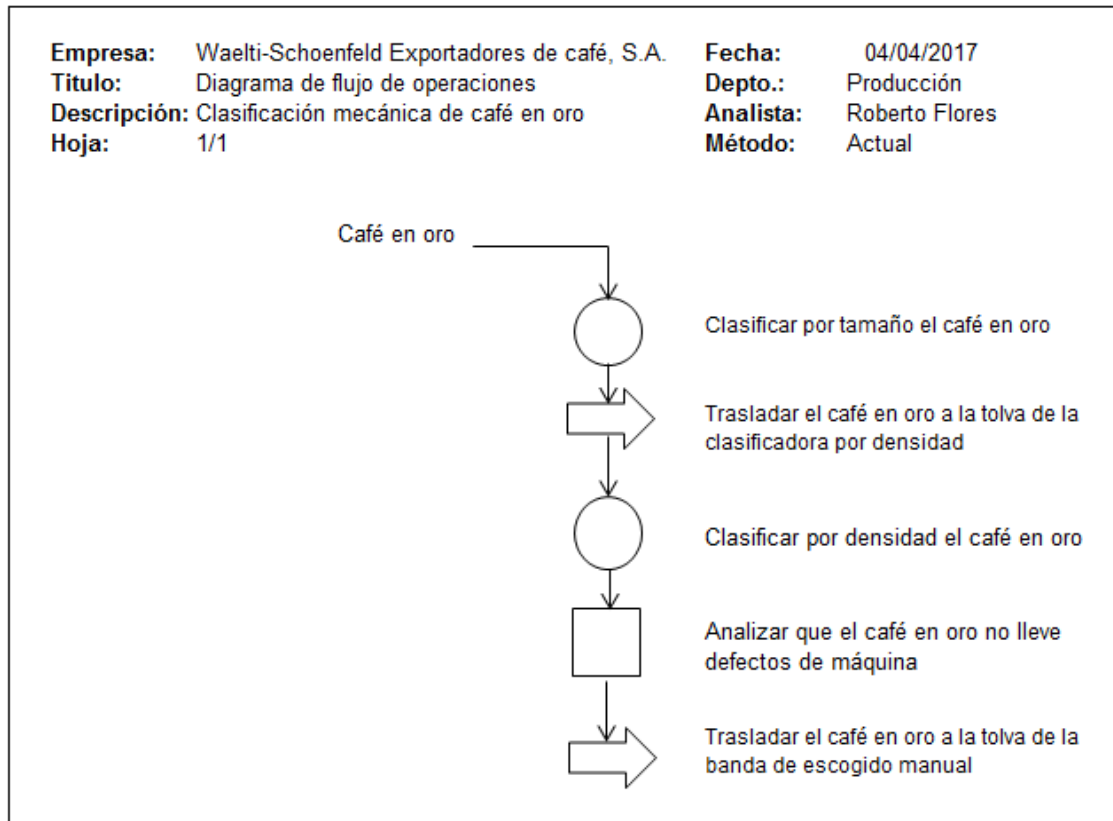 Empresa: Waelti-Schoenfeld Exportadores de café, S.A. Fecha: 04/04/2017
Titulo: Diagrama de flujo de operaciones Depto.: Producción
Descripción: Clasificación mecánica de café en oro Analista: Roberto Flores
Hoja: 1/1 Método: Actual
Café en oro
Clasificar por tamaño el café en oro
Trasladar el café en oro a la tolva de la
clasificadora por densidad
Clasificar por densidad el café en oro
Analizar que el café en oro no lleve
defectos de máquina
Trasladar el café en oro a la tolva de la
banda de escogido manual